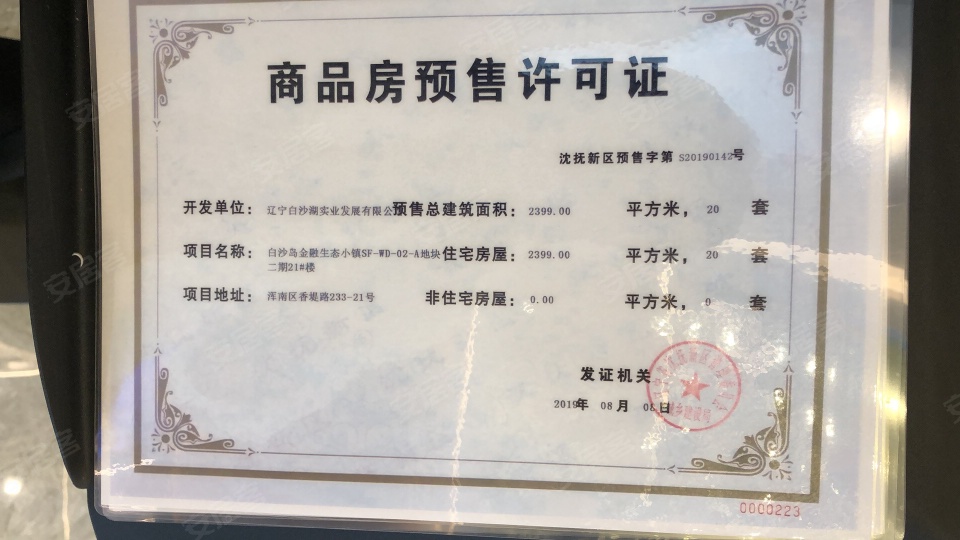 商品房预售许可证
沈抚新区预售字第 S20190142号
开发单位： 辽宁白沙湖实业发展有限公 预售总建筑面积： 2399.00 平方米， 20 套
项目名称： 白沙岛金融生态小镇SF-WD-02-A地块 住宅房屋： 2399.00 平方米， 20 套
二期21#楼
项目地址： 浑南区香堤路233-21号 非住宅房屋： 0.00 平方米， 0 套
发证机关
2019年 08月 08日
0000223
安居客